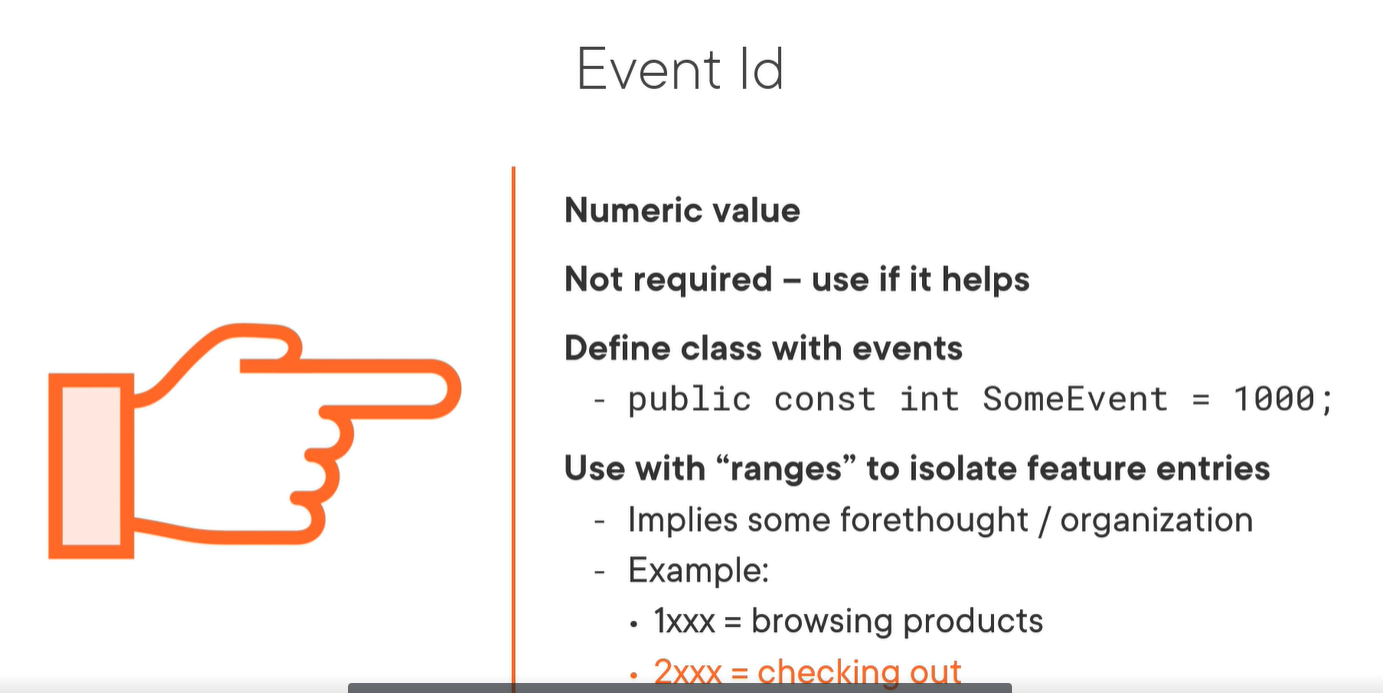 Event Id
Numeric value
Not required – use if it helps
Define class with events
- public const int SomeEvent = 1000;
Use with “ranges” to isolate feature entries
- Implies some forethought / organization
- Example:
• 1xxx = browsing products
• 2xxx = checking out